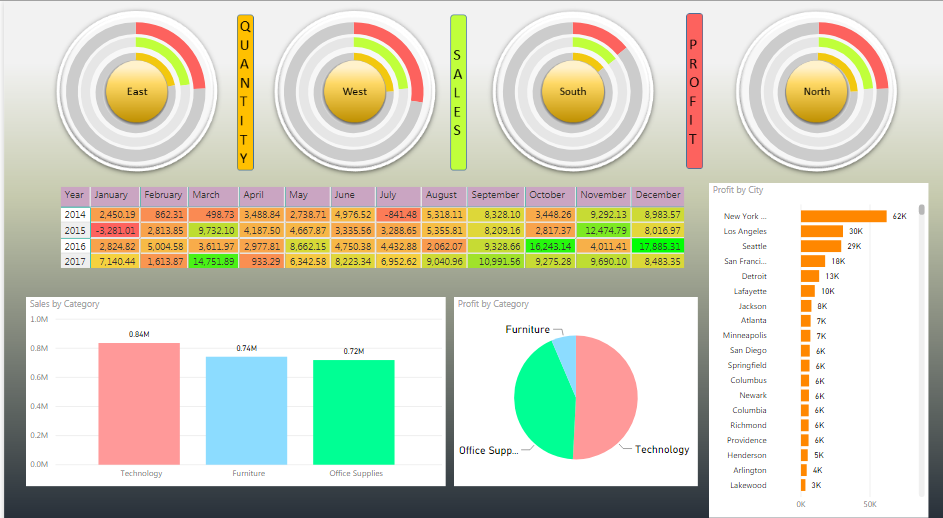 East
QUANTITY
West
SALES
South
PROFIT
North
Year January February March April May June July August September October November December
2014 2,450.19 862.31 498.73 3,488.84 2,738.71 4,976.52 -841.48 5,318.11 8,328.10 3,448.26 9,292.13 8,983.57
2015 -3,281.01 2,813.85 9,732.10 4,187.50 4,667.87 3,335.56 3,288.65 5,355.81 8,209.16 2,817.37 12,474.79 8,016.97
2016 2,824.82 5,004.58 3,611.97 2,977.81 8,662.15 4,750.38 4,432.88 2,062.07 9,328.66 16,243.14 4,011.41 17,885.31
2017 7,140.44 1,613.87 14,751.89 933.29 6,342.58 8,223.34 6,952.62 9,040.96 10,991.56 9,275.28 9,690.10 8,483.35
Sales by Category
1.0M
0.8M
0.6M
0.4M
0.2M
0.0M
0.84M
0.74M
0.72M
Technology Furniture Office Supplies
Profit by Category
Furniture
Office Supp...
Technology
Profit by City
New York ... 62K
Los Angeles 30K
Seattle 29K
San Franci... 18K
Detroit 13K
Lafayette 10K
Jackson 8K
Atlanta 7K
Minneapolis 7K
San Diego 6K
Springfield 6K
Columbus 6K
Newark 6K
Columbia 6K
Richmond 6K
Providence 6K
Henderson 5K
Arlington 4K
Lakewood 3K
0K 50K